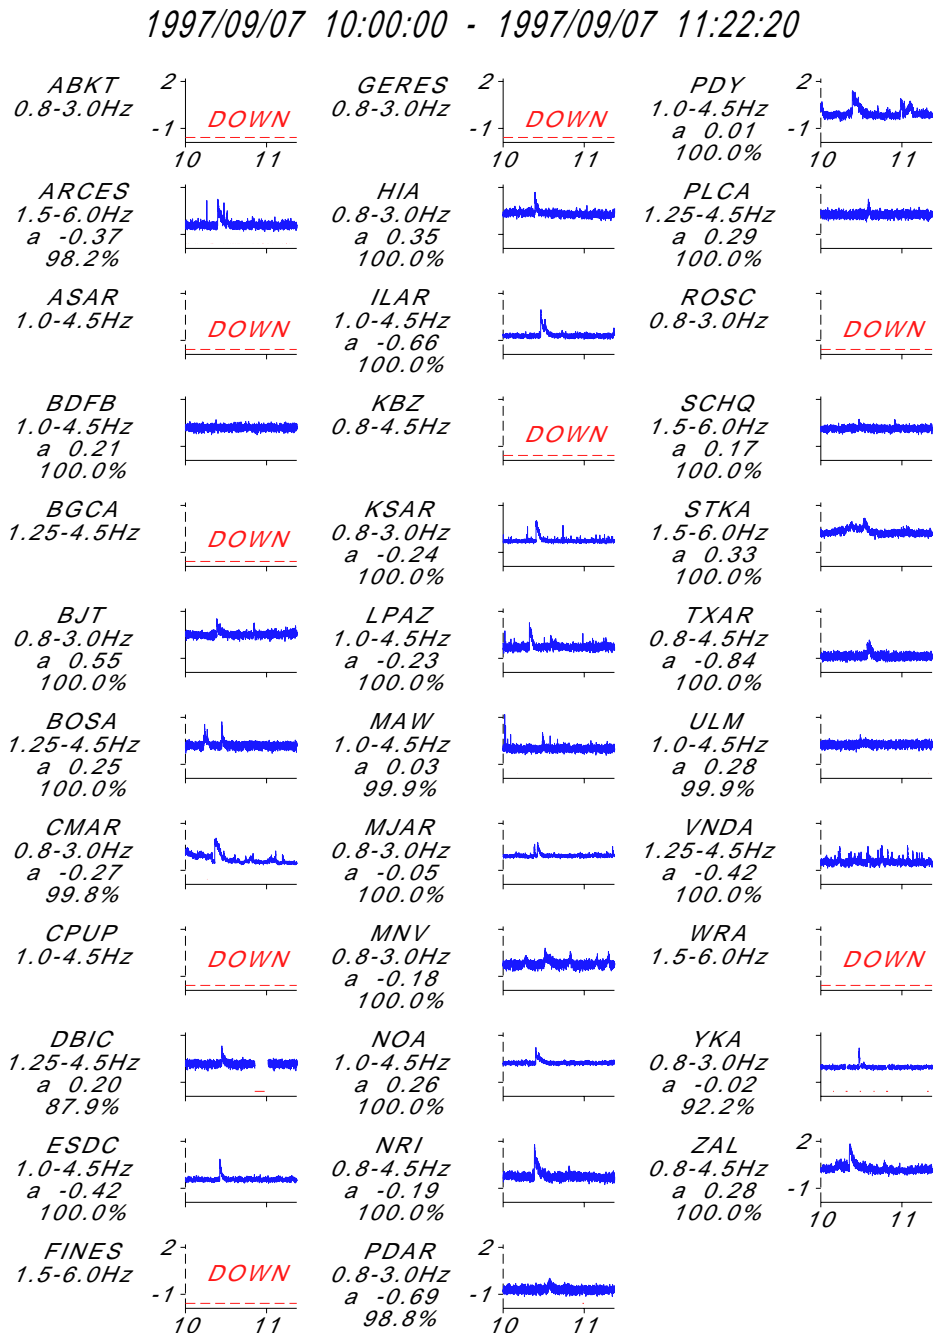 1997/09/07 10:00:00 - 1997/09/07 11:22:20
ABKT
0.8-3.0Hz
2
-1
DOWN
10 11
GERES
0.8-3.0Hz
2
-1
DOWN
10 11
PDY
1.0-4.5Hz
a 0.01
100.0%
2
-1
10 11
ARCES
1.5-6.0Hz
a -0.37
98.2%
HIA
0.8-3.0Hz
a 0.35
100.0%
PLCA
1.25-4.5Hz
a 0.29
100.0%
ASAR
1.0-4.5Hz
DOWN
ILAR
1.0-4.5Hz
a -0.66
100.0%
ROSC
0.8-3.0Hz
DOWN
BDFB
1.0-4.5Hz
a 0.21
100.0%
KBZ
0.8-4.5Hz
DOWN
SCHQ
1.5-6.0Hz
a 0.17
100.0%
BGCA
1.25-4.5Hz
DOWN
KSAR
0.8-3.0Hz
a -0.24
100.0%
STKA
1.5-6.0Hz
a 0.33
100.0%
BJT
0.8-3.0Hz
a 0.55
100.0%
LPAZ
1.0-4.5Hz
a -0.23
100.0%
TXAR
0.8-4.5Hz
a -0.84
100.0%
BOSA
1.25-4.5Hz
a 0.25
100.0%
MAW
1.0-4.5Hz
a 0.03
99.9%
ULM
1.0-4.5Hz
a 0.28
99.9%
CMAR
0.8-3.0Hz
a -0.27
99.8%
MJAR
0.8-3.0Hz
a -0.05
100.0%
VNDA
1.25-4.5Hz
a -0.42
100.0%
CPUP
1.0-4.5Hz
DOWN
MNV
0.8-3.0Hz
a -0.18
100.0%
WRA
1.5-6.0Hz
DOWN
DBIC
1.25-4.5Hz
a 0.20
87.9%
NOA
1.0-4.5Hz
a 0.26
100.0%
YKA
0.8-3.0Hz
a -0.02
92.2%
ESDC
1.0-4.5Hz
a -0.42
100.0%
NRI
0.8-4.5Hz
a -0.19
100.0%
ZAL
0.8-4.5Hz
a 0.28
100.0%
2
-1
10 11
FINES
1.5-6.0Hz
2
-1
DOWN
10 11
PDAR
0.8-3.0Hz
a -0.69
98.8%
2
-1
10 11